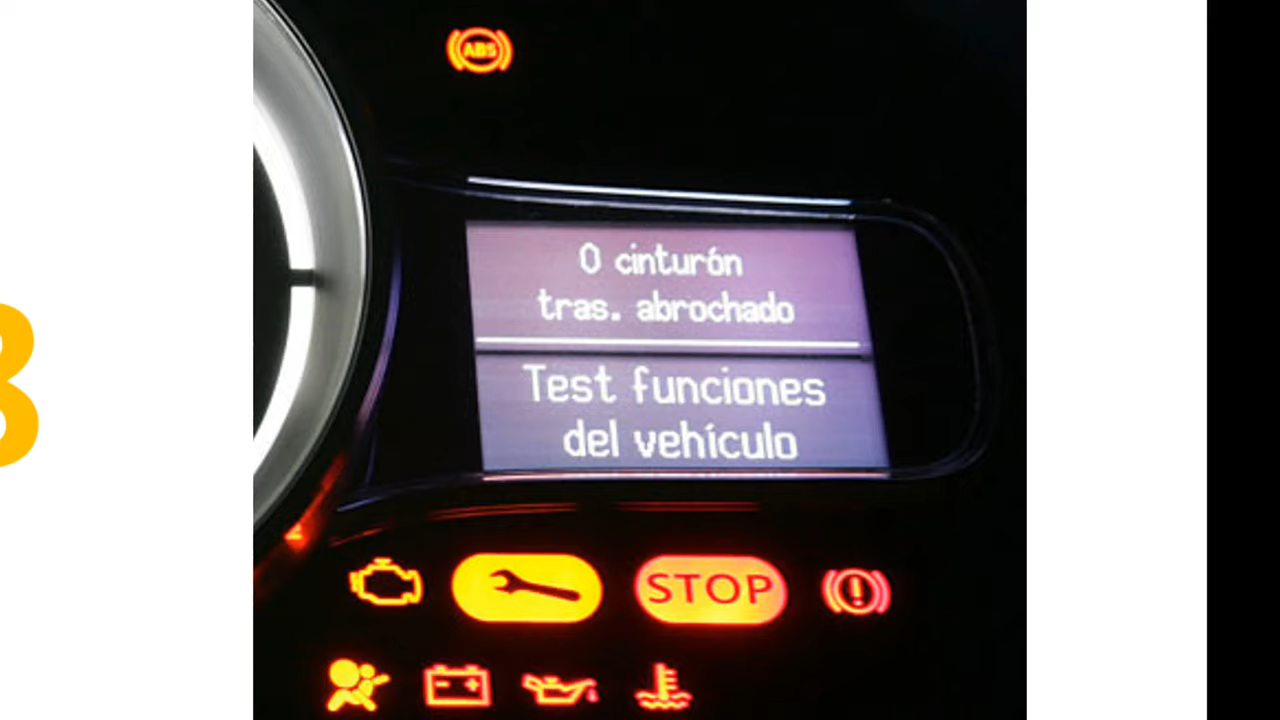 ABS
0 cinturón
tras. abrochado
Test funciones
del vehículo
STOP